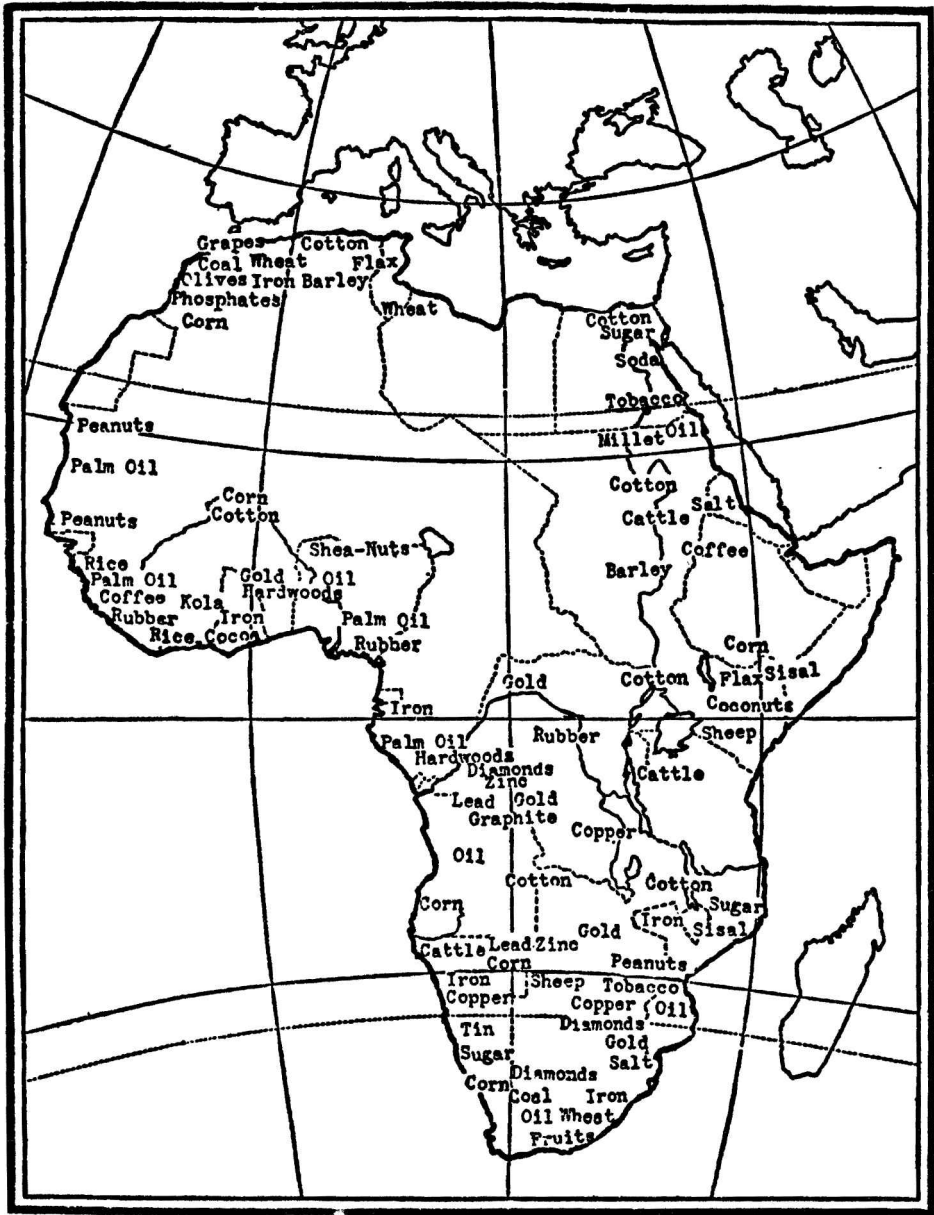 Grapes Cotton
Coal Wheat Flax
Olives Iron Barley
Phosphates Wheat
Corn
Cotton
Sugar
Soda
Tobacco
Peanuts
Millet Oil
Palm Oil
Cotton
Corn
Cotton
Salt
Cattle
Peanuts
Shea-Nuts
Coffee
Rice
Palm Oil
Gold Oil
Barley
Coffee Kola Hardwoods
Rubber Iron Palm Oil
Rice Cocoa Rubber
Corn
Gold Cotton Flax Sisal
Coconuts
Iron
Palm Oil Rubber Sheep
Hardwoods
Diamonds Cattle
Zinc
Lead Gold
Graphite
Copper
Oil
Cotton Cotton
Corn Sugar
Iron
Gold Sisal
Cattle Lead Zinc
Corn Peanuts
Iron Sheep Tobacco
Copper Copper Oil
Tin Diamonds
Gold
Sugar Salt
Corn Diamonds
Coal Iron
Oil Wheat
Fruits